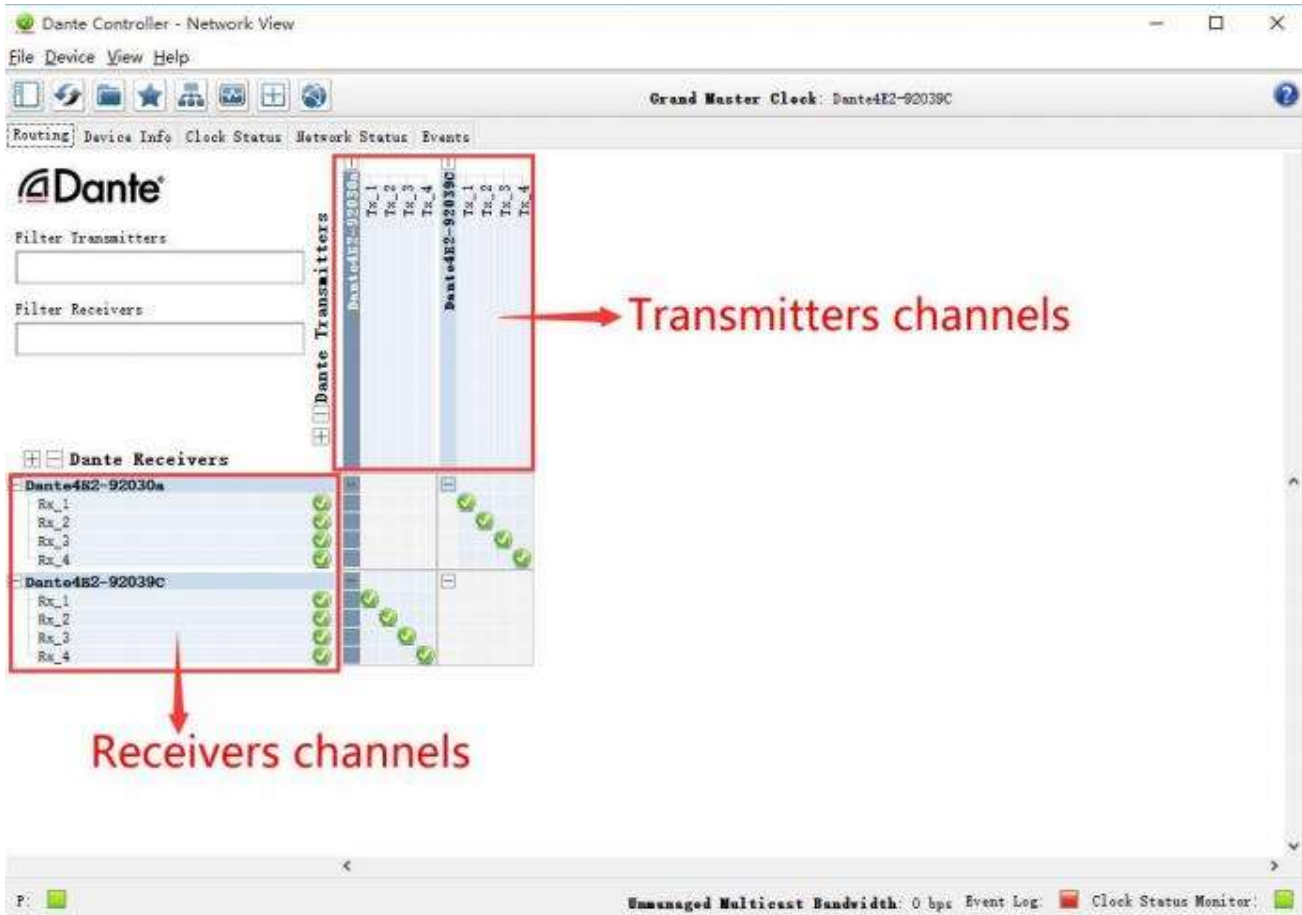 Dante Controller - Network View
File Device View Help
Grand Master Clock: Dante4E2-92039C
Routing Device Info Clock Status Network Status Events
Dante
Filter Transmitters
Filter Receivers
Dante Transmitters
Dante4E2-92030a
Tx_1
Tx_2
Tx_3
Tx_4
Dante4E2-92039C
Tx_1
Tx_2
Tx_3
Tx_4
Transmitters channels
Dante Receivers
Dante4E2-92030a
Rx_1
Rx_2
Rx_3
Rx_4
Dante4E2-92039C
Rx_1
Rx_2
Rx_3
Rx_4
Receivers channels
P: Unmanaged Multicast Bandwidth: 0 bps Event Log: Clock Status Monitor: